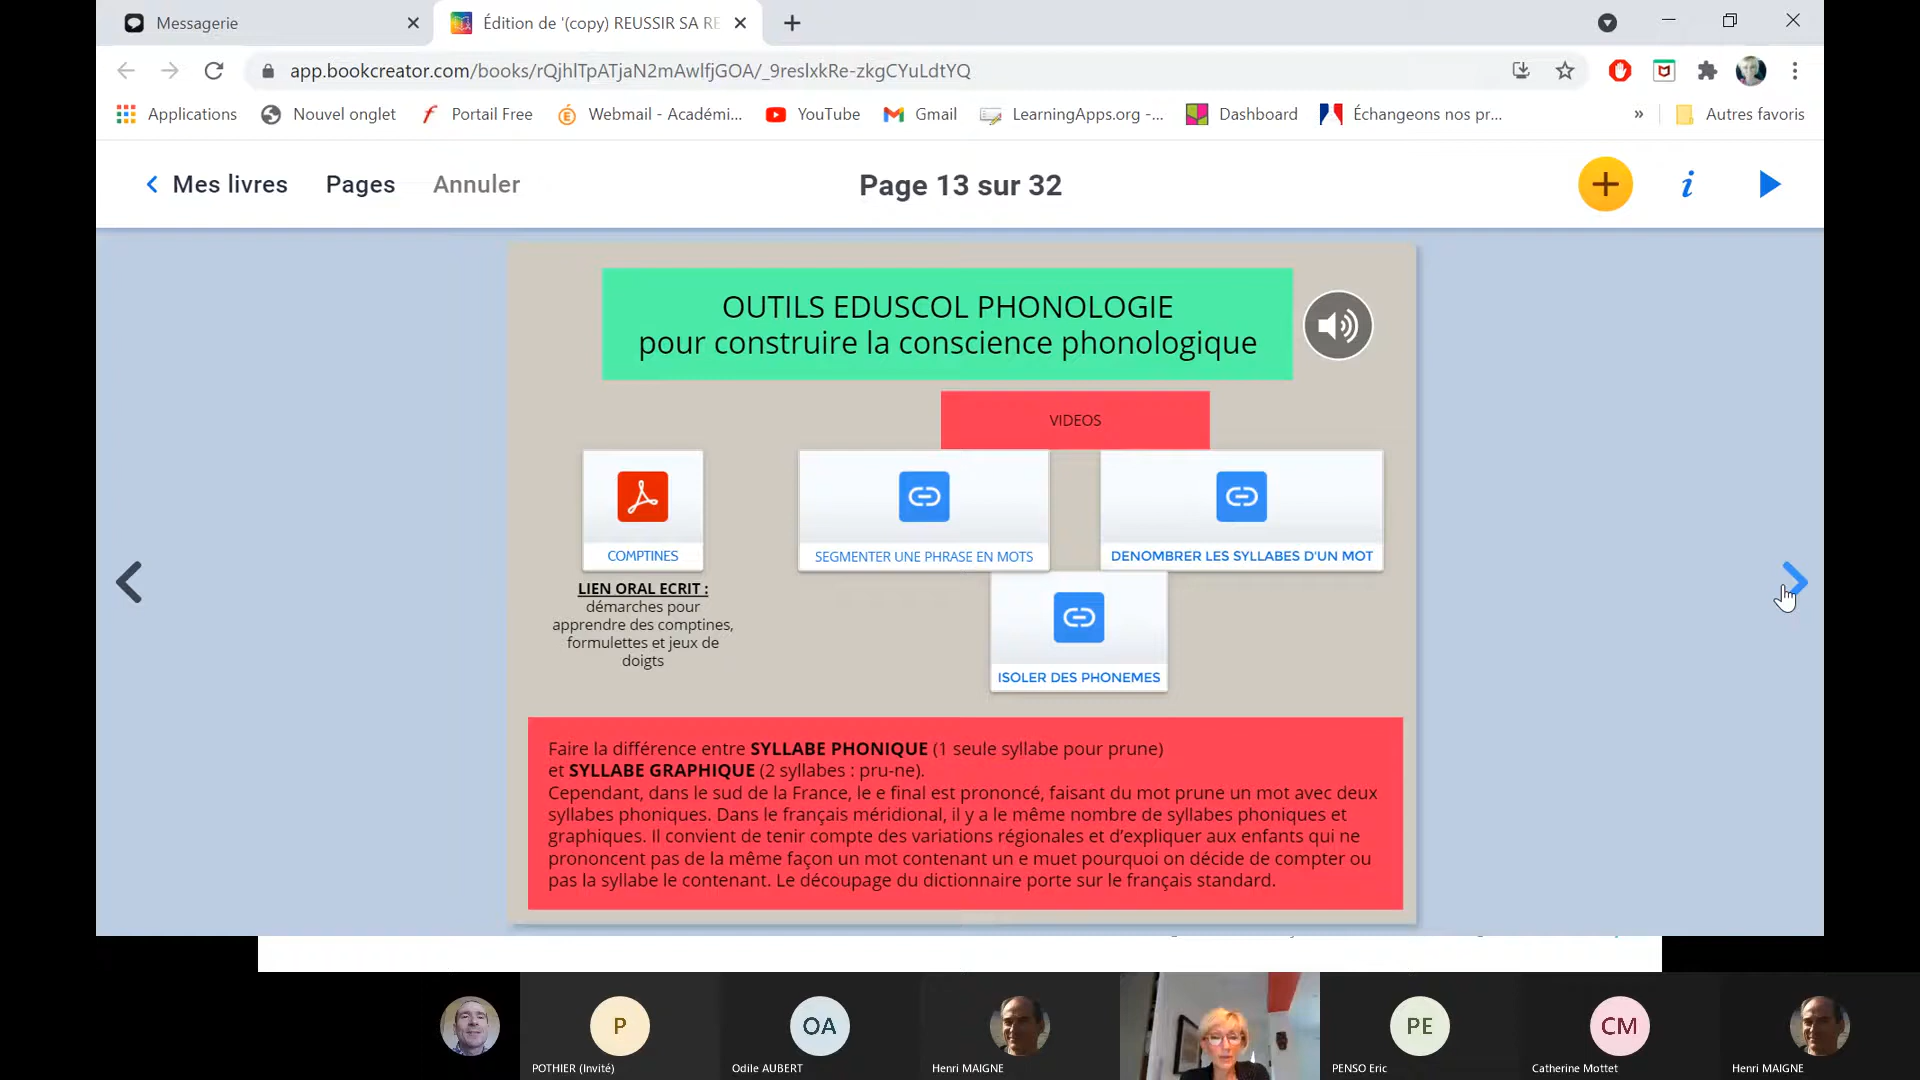 Messagerie
Édition de '(copy) REUSSIR SA RE
app.bookcreator.com/books/rQjhlTpATjaN2mAwlfjGOA/_9reslxkRe-zkgCYuLdtYQ
Applications
Nouvel onglet
Portail Free
Webmail - Académi...
YouTube
Gmail
LearningApps.org -...
Dashboard
Échangeons nos pr...
»
Autres favoris
Mes livres
Pages
Annuler
Page 13 sur 32
OUTILS EDUSCOL PHONOLOGIE
pour construire la conscience phonologique
VIDEOS
COMPTINES
SEGMENTER UNE PHRASE EN MOTS
DENOMBRER LES SYLLABES D'UN MOT
LIEN ORAL ECRIT :
démarches pour
apprendre des comptines,
formulettes et jeux de
doigts
ISOLER DES PHONEMES
Faire la différence entre SYLLABE PHONIQUE (1 seule syllabe pour prune)
et SYLLABE GRAPHIQUE (2 syllabes : pru-ne).
Cependant, dans le sud de la France, le e final est prononcé, faisant du mot prune un mot avec deux
syllabes phoniques. Dans le français méridional, il y a le même nombre de syllabes phoniques et
graphiques. Il convient de tenir compte des variations régionales et d'expliquer aux enfants qui ne
prononcent pas de la même façon un mot contenant un e muet pourquoi on décide de compter ou
pas la syllabe le contenant. Le découpage du dictionnaire porte sur le français standard.
P
OA
PE
CM
POTHIER (Invité)
Odile AUBERT
Henri MAIGNE
PENSO Eric
Catherine Mottet
Henri MAIGNE